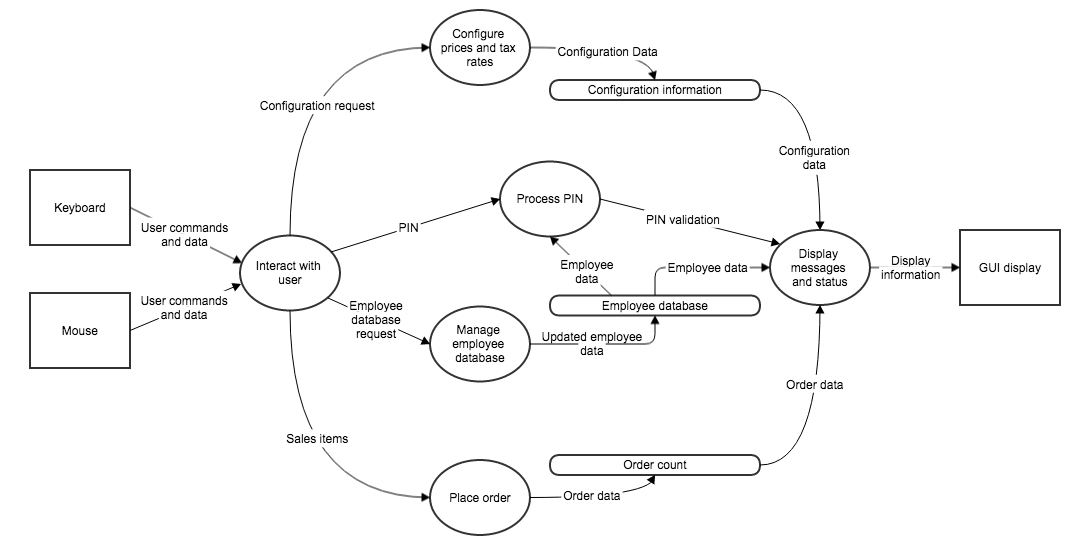 Configure
prices and tax
rates
Configuration Data
Configuration information
Configuration request
Configuration
data
Keyboard
Process PIN
User commands
and data
PIN
PIN validation
Interact with
user
Employee
data
Employee data
Display
messages
and status
Display
information
GUI display
User commands
and data
Mouse
Employee
database
request
Employee database
Manage
employee
database
Updated employee
data
Order data
Sales items
Order count
Place order
Order data